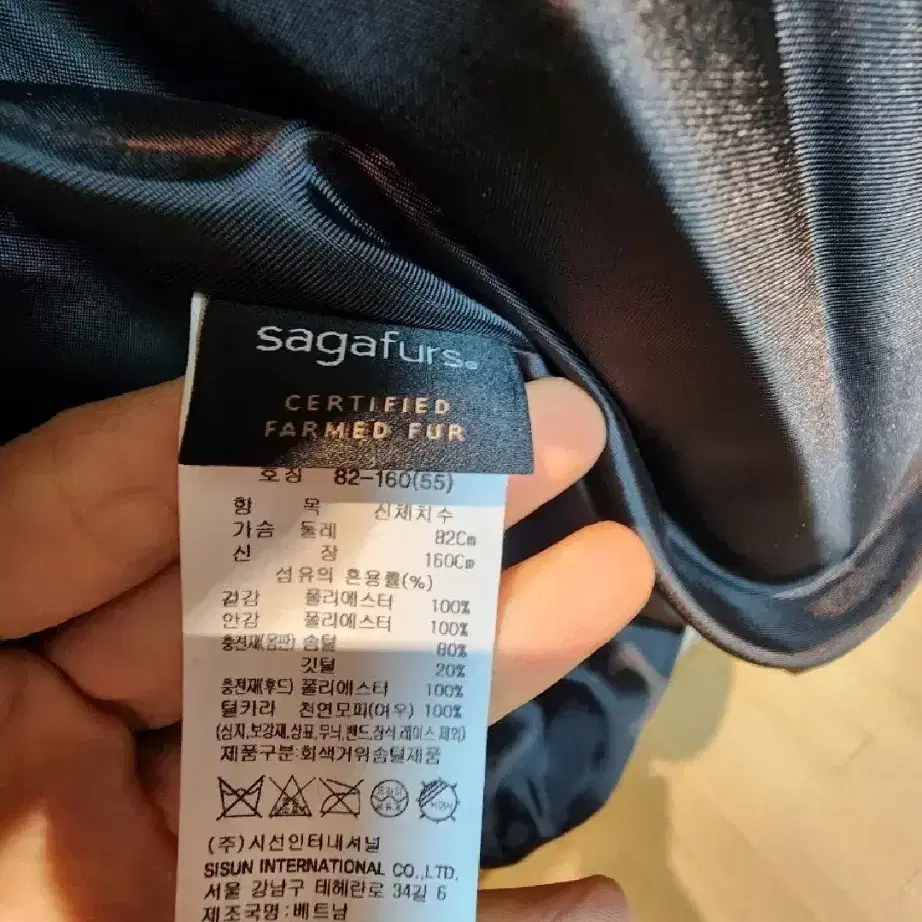 sagafurs®
CERTIFIED
FARMED FUR
호칭 82-160(55)
항 목 신체치수
가슴 둘레 82Cm
신 장 160Cm
섬유의 혼용률(%)
겉감 폴리에스터 100%
안감 폴리에스터 100%
충전재(몸판) 솜털 80%
깃털 20%
충전재(후드) 폴리에스터 100%
털카라 천연모피(여우) 100%
(심지,보강재,상표,무늬,밴드,장식,레이스 제외)
제품구분:회색거위솜털제품
(주)시선인터내셔널
SISUN INTERNATIONAL CO.,LTD.
서울 강남구 테헤란로 34길 6
제조국명:베트남